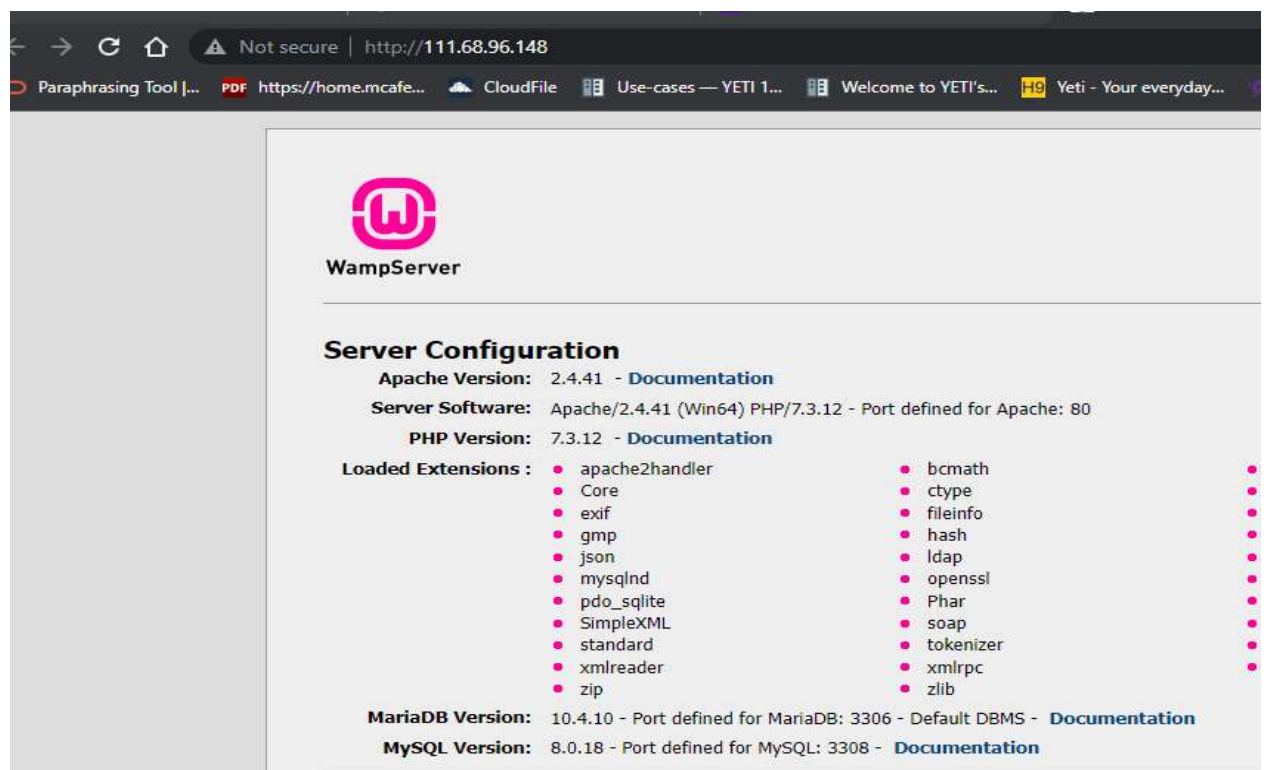 Not secure | http://111.68.96.148
Paraphrasing Tool |... PDF https://home.mcafe... CloudFile Use-cases — YETI 1... Welcome to YETI's... H9 Yeti - Your everyday...
WampServer
Server Configuration
Apache Version: 2.4.41 - Documentation
Server Software: Apache/2.4.41 (Win64) PHP/7.3.12 - Port defined for Apache: 80
PHP Version: 7.3.12 - Documentation
Loaded Extensions : apache2handler bcmath
Core ctype
exif fileinfo
gmp hash
json ldap
mysqlnd openssl
pdo_sqlite Phar
SimpleXML soap
standard tokenizer
xmlreader xmlrpc
zip zlib
MariaDB Version: 10.4.10 - Port defined for MariaDB: 3306 - Default DBMS - Documentation
MySQL Version: 8.0.18 - Port defined for MySQL: 3308 - Documentation